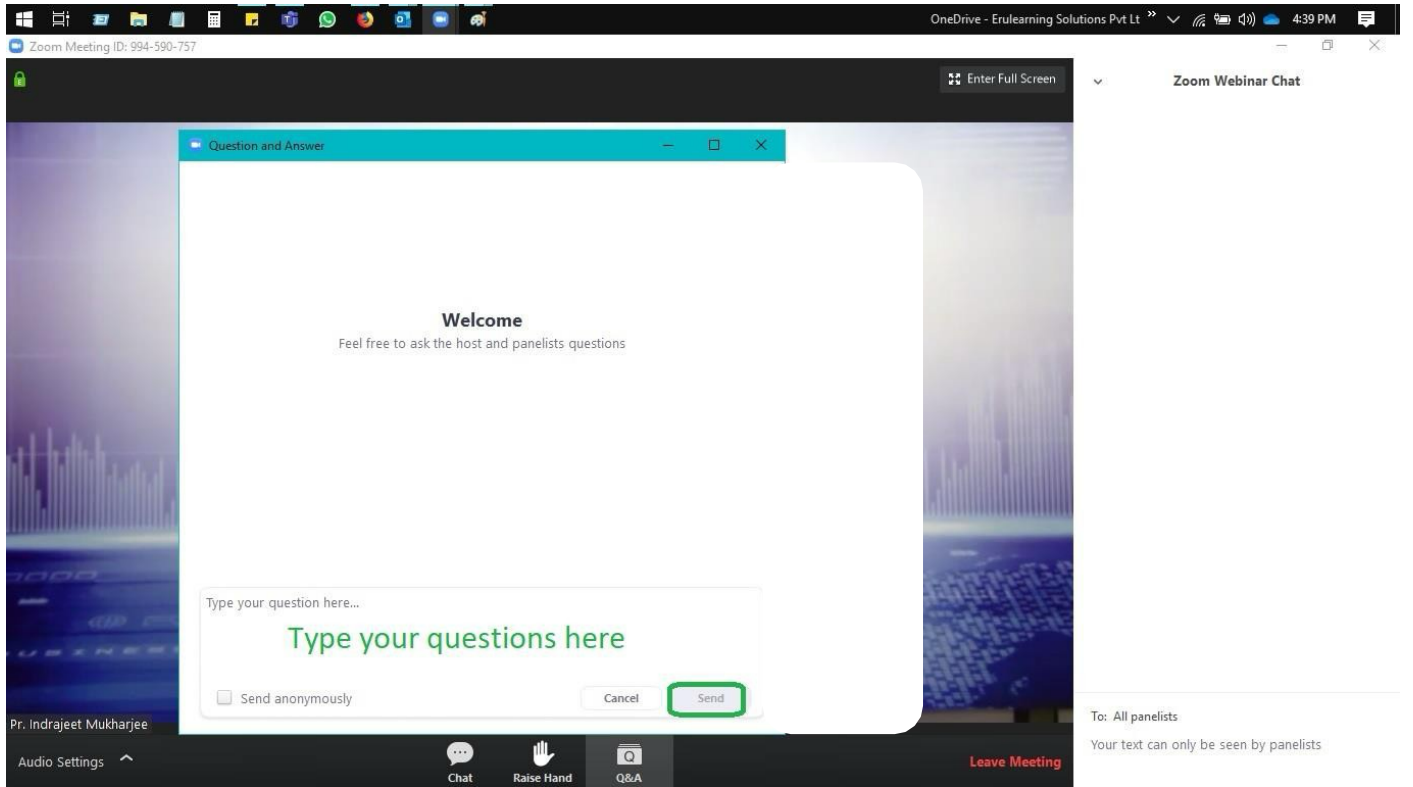 OneDrive - Erulearning Solutions Pvt Lt » 4:39 PM
Zoom Meeting ID: 994-590-757
Enter Full Screen
Zoom Webinar Chat
Question and Answer
Welcome
Feel free to ask the host and panelists questions
Type your question here...
Type your questions here
Send anonymously
Cancel
Send
Pr. Indrajeet Mukharjee
To: All panelists
Your text can only be seen by panelists
Audio Settings
Chat
Raise Hand
Q&A
Leave Meeting